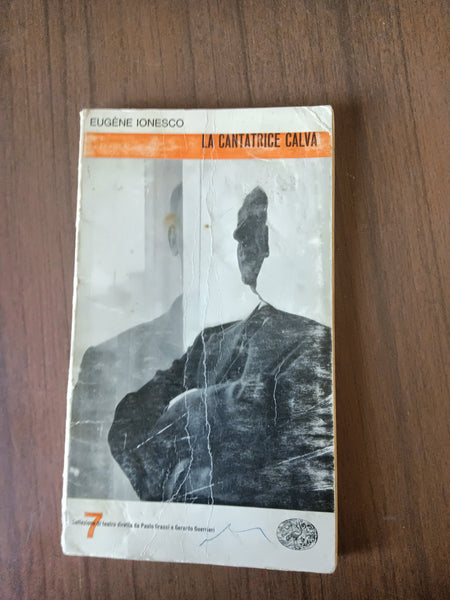 EUGÈNE IONESCO
LA CANTATRICE CALVA
7
Collezione di teatro diretta da Paolo Grassi e Gerardo Guerrieri